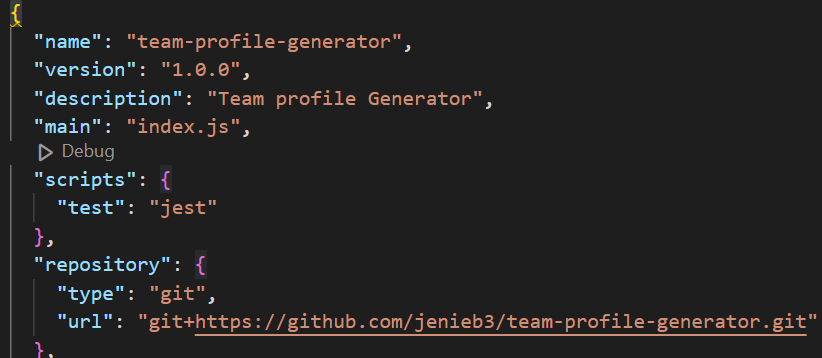 {
"name": "team-profile-generator",
"version": "1.0.0",
"description": "Team profile Generator",
"main": "index.js",
Debug
"scripts": {
"test": "jest"
},
"repository": {
"type": "git",
"url": "git+https://github.com/jenieb3/team-profile-generator.git"
},